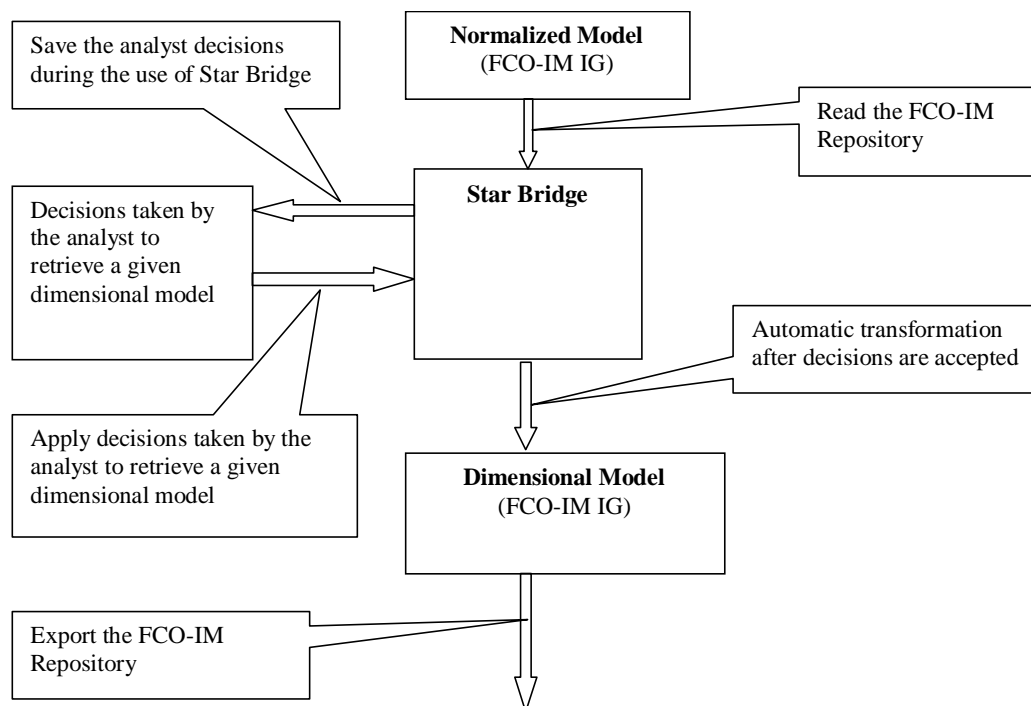 Save the analyst decisions
during the use of Star Bridge
Normalized Model
(FCO-IM IG)
Read the FCO-IM
Repository
Star Bridge
Decisions taken by
the analyst to
retrieve a given
dimensional model
Automatic transformation
after decisions are accepted
Apply decisions taken by the
analyst to retrieve a given
dimensional model
Dimensional Model
(FCO-IM IG)
Export the FCO-IM
Repository